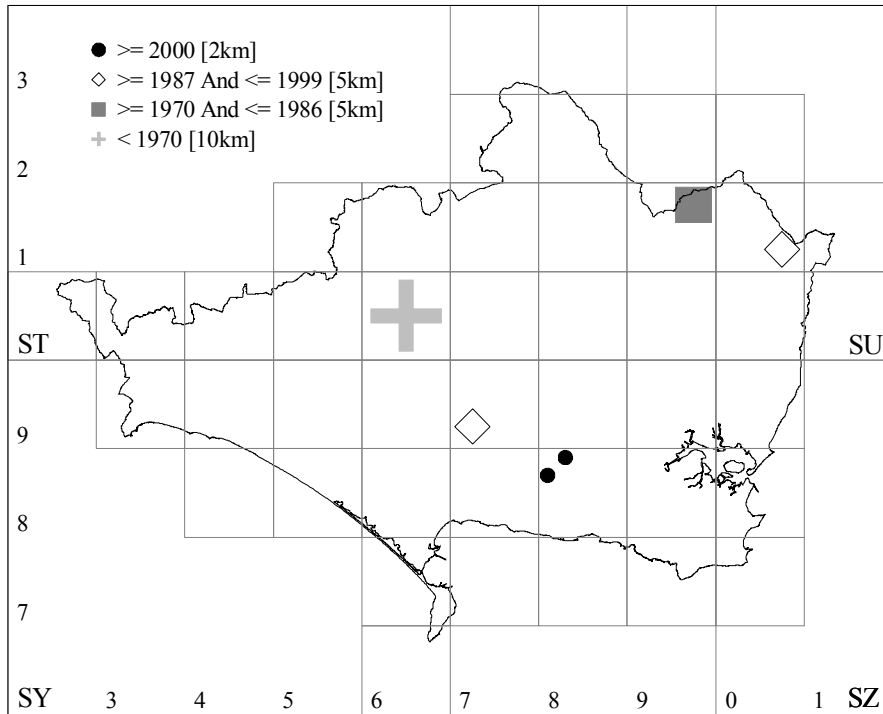 >= 2000 [2km]
>= 1987 And <= 1999 [5km]
>= 1970 And <= 1986 [5km]
< 1970 [10km]
3
2
1
ST
SU
9
8
7
SY 3 4 5 6 7 8 9 0 1 SZ